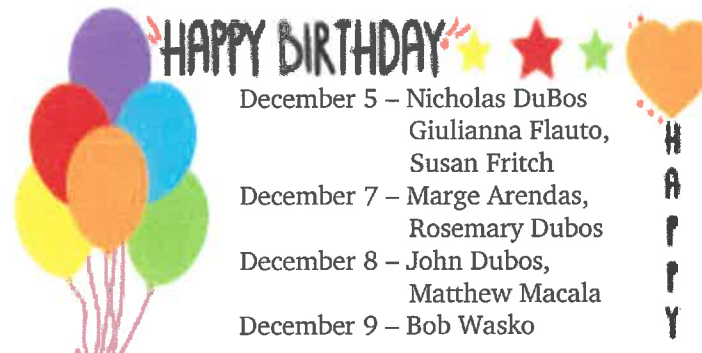 HAPPY BIRTHDAY
December 5 – Nicholas DuBos
Giulianna Flauto,
Susan Fritch
December 7 – Marge Arendas,
Rosemary Dubos
December 8 – John Dubos,
Matthew Macala
December 9 – Bob Wasko
HAPPY